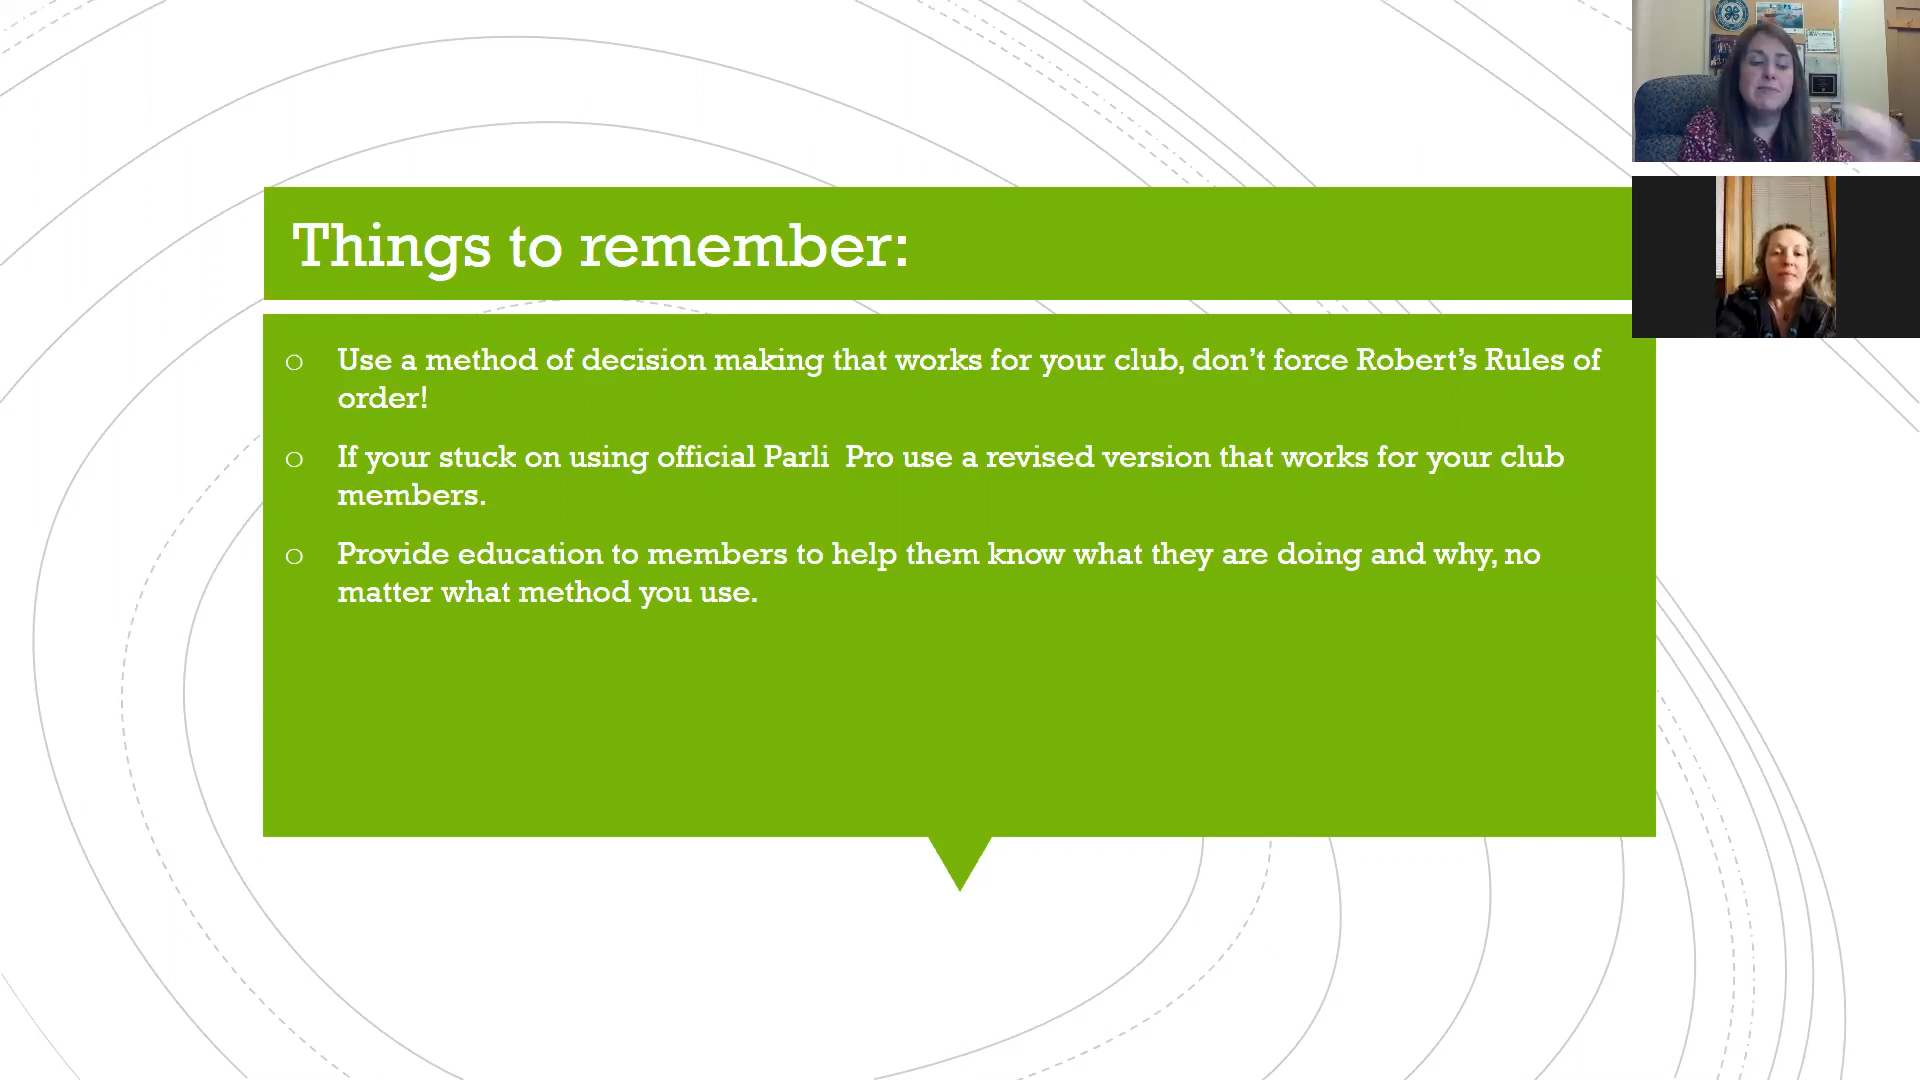 Things to remember:
o Use a method of decision making that works for your club, don’t force Robert’s Rules of
order!
o If your stuck on using official Parli  Pro use a revised version that works for your club
members.
o Provide education to members to help them know what they are doing and why, no
matter what method you use.